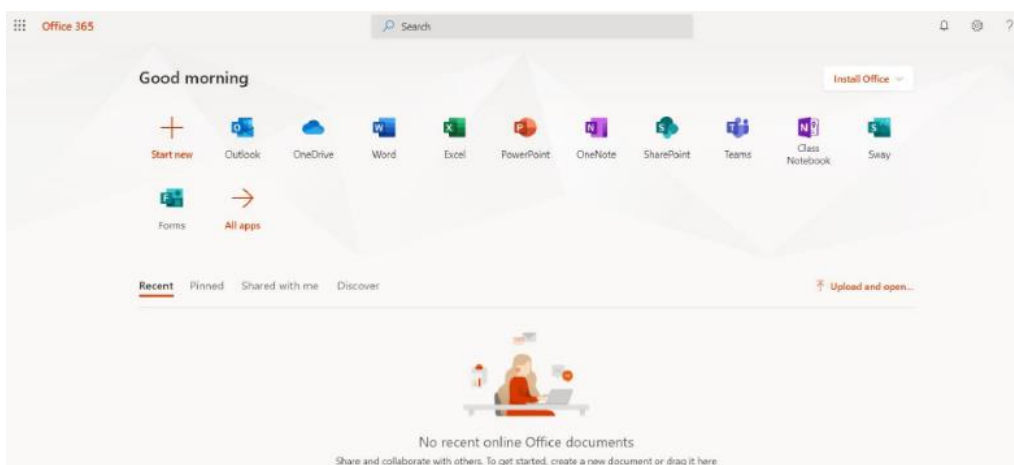 Office 365
Search
?
Good morning
Install Office
Start new
Outlook
OneDrive
Word
Excel
PowerPoint
OneNote
SharePoint
Teams
Class
Notebook
Sway
Forms
All apps
Recent Pinned Shared with me Discover
Upload and open...
No recent online Office documents
Share and collaborate with others. To get started, create a new document or drag it here